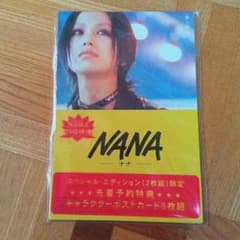 NANA
ナナ
スペシャル・エディション(2枚組)限定
★★★先着予約特典★★★
キャラクターポストカード8枚組